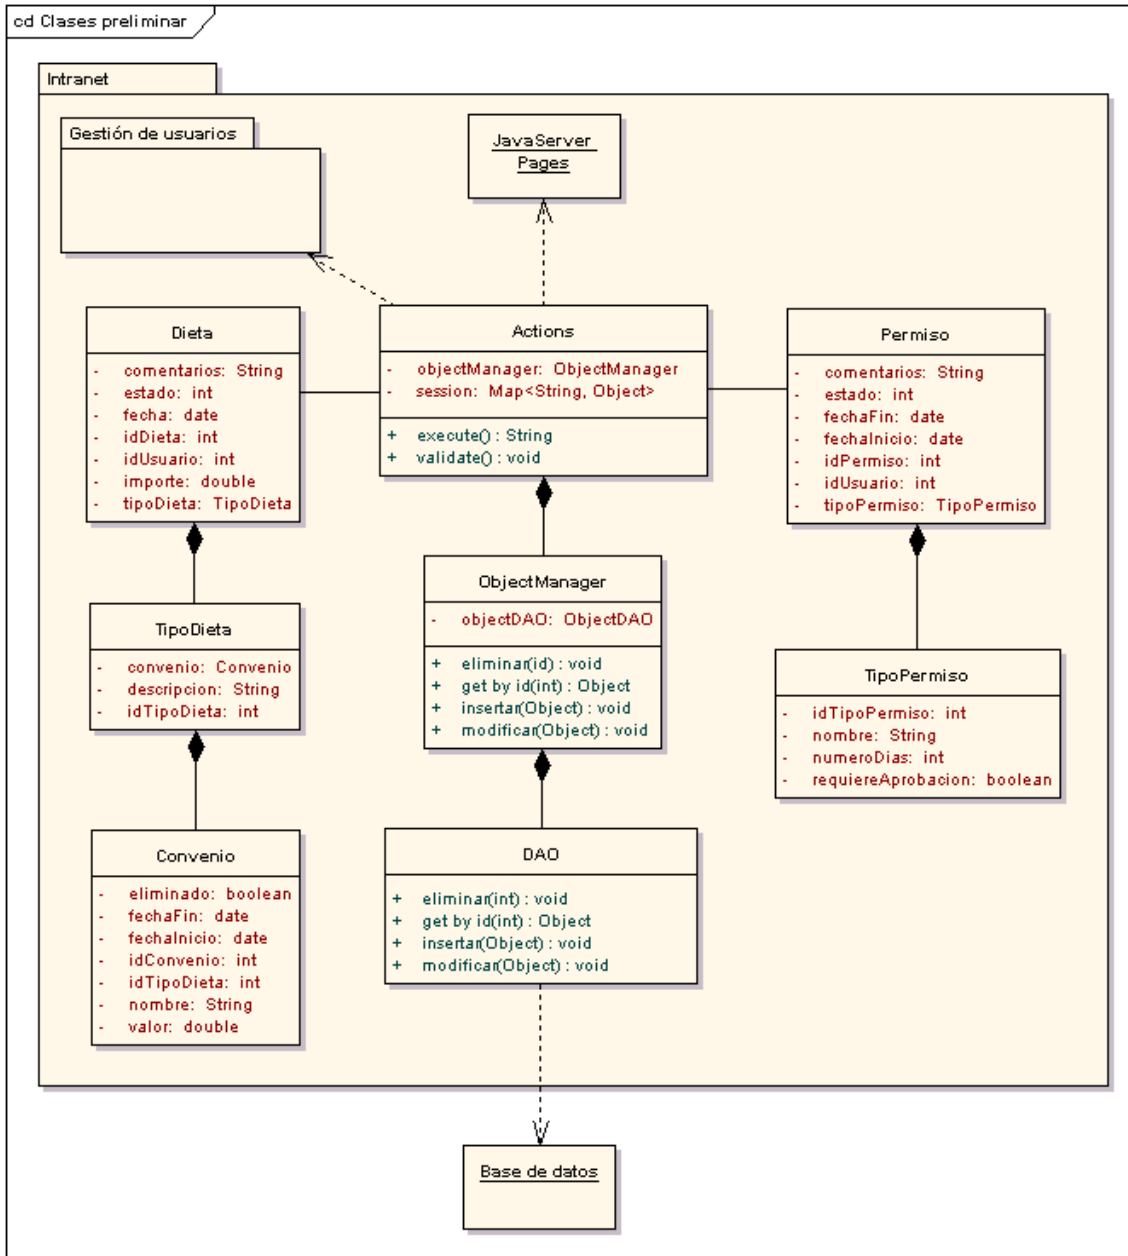 cd Clases preliminar
Intranet
Gestión de usuarios
JavaServer
Pages
Dieta
- comentarios: String
- estado: int
- fecha: date
- idDieta: int
- idUsuario: int
- importe: double
- tipoDieta: TipoDieta
Actions
- objectManager: ObjectManager
- session: Map<String, Object>
+ execute() : String
+ validate() : void
Permiso
- comentarios: String
- estado: int
- fechaFin: date
- fechaInicio: date
- idPermiso: int
- idUsuario: int
- tipoPermiso: TipoPermiso
ObjectManager
- objectDAO: ObjectDAO
+ eliminar(id) : void
+ get by id(int) : Object
+ insertar(Object) : void
+ modificar(Object) : void
TipoDieta
- convenio: Convenio
- descripcion: String
- idTipoDieta: int
TipoPermiso
- idTipoPermiso: int
- nombre: String
- numeroDias: int
- requiereAprobacion: boolean
Convenio
- eliminado: boolean
- fechaFin: date
- fechaInicio: date
- idConvenio: int
- idTipoDieta: int
- nombre: String
- valor: double
DAO
+ eliminar(int) : void
+ get by id(int) : Object
+ insertar(Object) : void
+ modificar(Object) : void
Base de datos